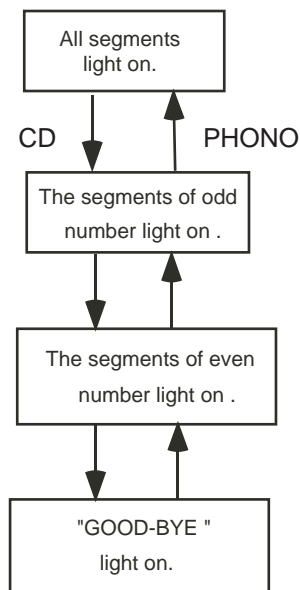 All segments
light on.
CD
PHONO
The segments of odd
number light on .
The segments of even
number light on .
"GOOD-BYE "
light on.